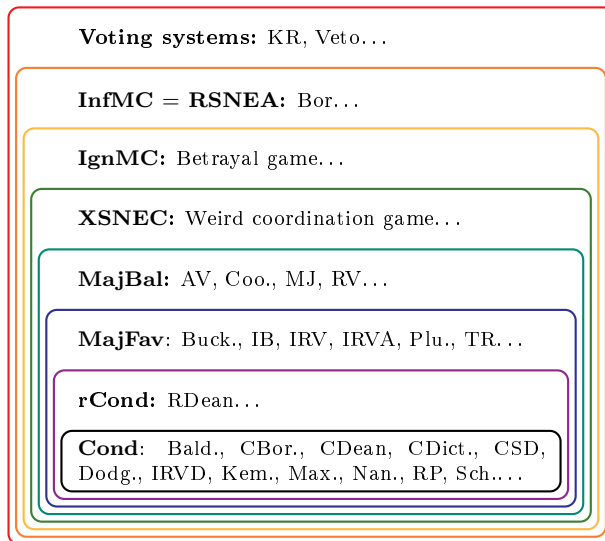 Voting systems: KR, Veto...
InfMC = RSNEA: Bor...
IgnMC: Betrayal game...
XSNEC: Weird coordination game...
MajBal: AV, Coo., MJ, RV...
MajFav: Buck., IB, IRV, IRVA, Plu., TR...
rCond: RDean...
Cond: Bald., CBor., CDean, CDict., CSD,
Dodg., IRVD, Kem., Max., Nan., RP, Sch....